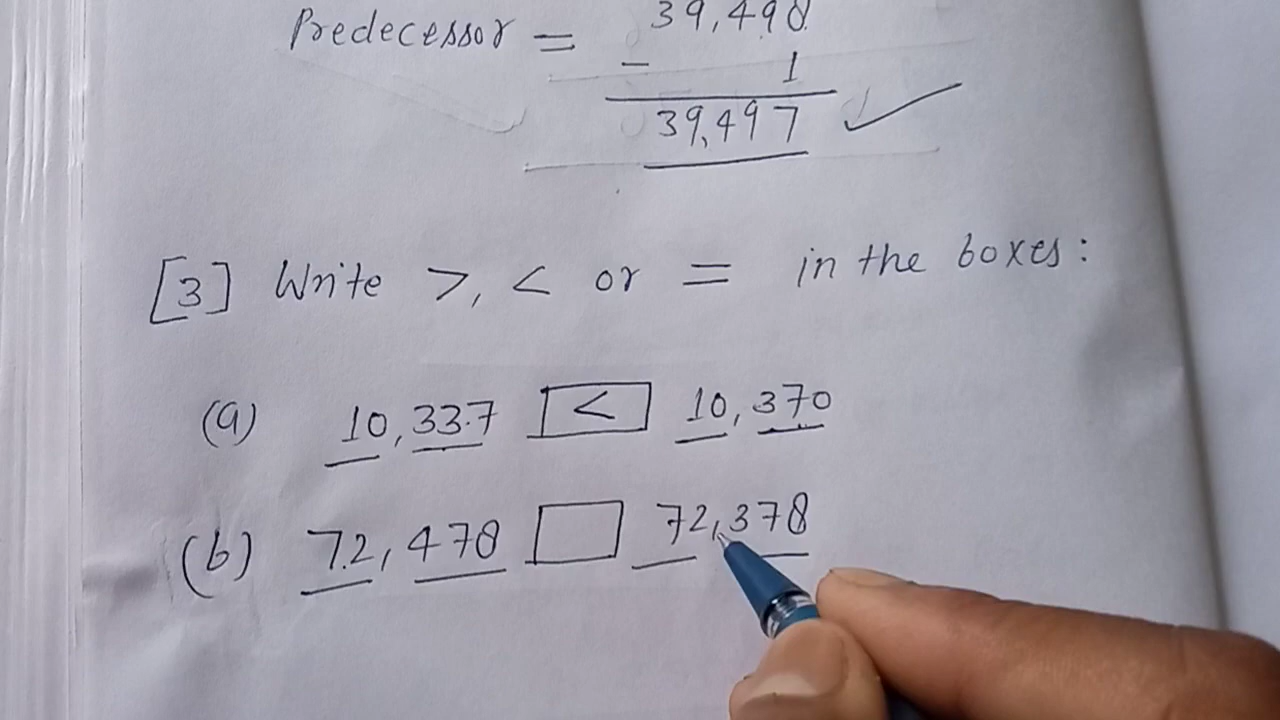 Predecessor = 39,498
- 1
39,497
[3] Write >, < or = in the boxes:
(a) 10,337 < 10,370
(b) 72,478 72,378